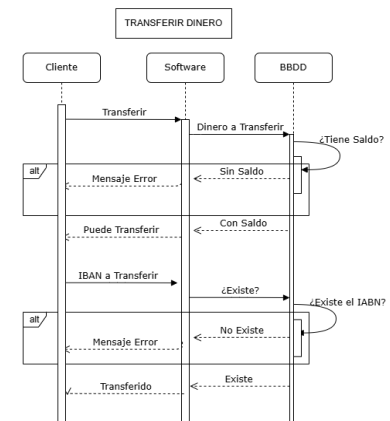 TRANSFERIR DINERO
Cliente
Software
BBDD
Transferir
Dinero a Transferir
¿Tiene Saldo?
alt
Sin Saldo
Mensaje Error
Con Saldo
Puede Transferir
IBAN a Transferir
¿Existe?
¿Existe el IABN?
alt
No Existe
Mensaje Error
Existe
Transferido